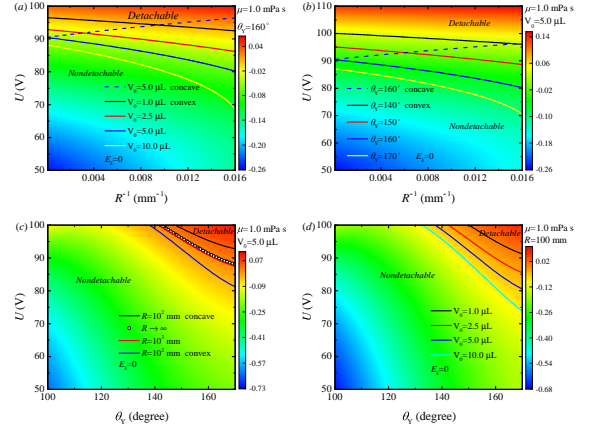 (a)
μ=1.0 mPa s
θY=160°
Detachable
Nondetachable
V0=5.0 μL concave
V0=1.0 μL convex
V0=2.5 μL
V0=5.0 μL
V0=10.0 μL
Es=0
U (V)
100
90
80
70
60
50
0.004
0.008
0.012
0.016
R-1 (mm-1)
0.04
-0.02
-0.08
-0.14
-0.20
-0.26
(b)
μ=1.0 mPa s
V0=5.0 μL
Detachable
Nondetachable
θY=160° concave
θY=140° convex
θY=150°
θY=160°
θY=170°
Es=0
U (V)
110
100
90
80
70
60
50
0.004
0.008
0.012
0.016
R-1 (mm-1)
0.14
0.06
-0.02
-0.10
-0.18
-0.26
(c)
μ=1.0 mPa s
V0=5.0 μL
Detachable
Nondetachable
R=10² mm concave
R→∞
R=10³ mm
R=10² mm convex
Es=0
U (V)
100
90
80
70
60
50
100
120
140
160
θY (degree)
0.07
-0.09
-0.25
-0.41
-0.57
-0.73
(d)
μ=1.0 mPa s
R=100 mm
Detachable
Nondetachable
V0=1.0 μL
V0=2.5 μL
V0=5.0 μL
V0=10.0 μL
Es=0
U (V)
100
90
80
70
60
50
100
120
140
160
θY (degree)
0.02
-0.12
-0.26
-0.40
-0.54
-0.68